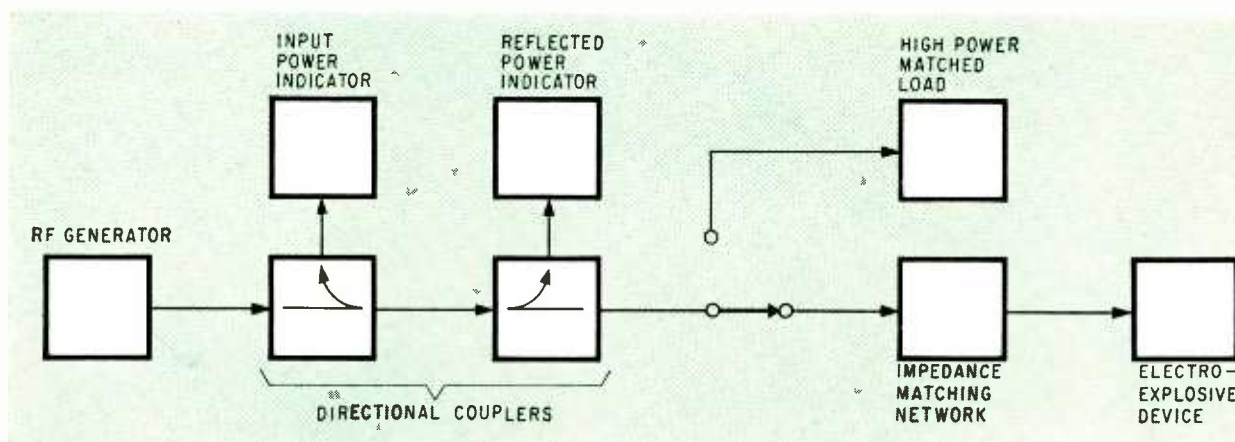 INPUT
POWER
INDICATOR
REFLECTED
POWER
INDICATOR
HIGH POWER
MATCHED
LOAD
RF GENERATOR
DIRECTIONAL COUPLERS
IMPEDANCE
MATCHING
NETWORK
ELECTRO-
EXPLOSIVE
DEVICE